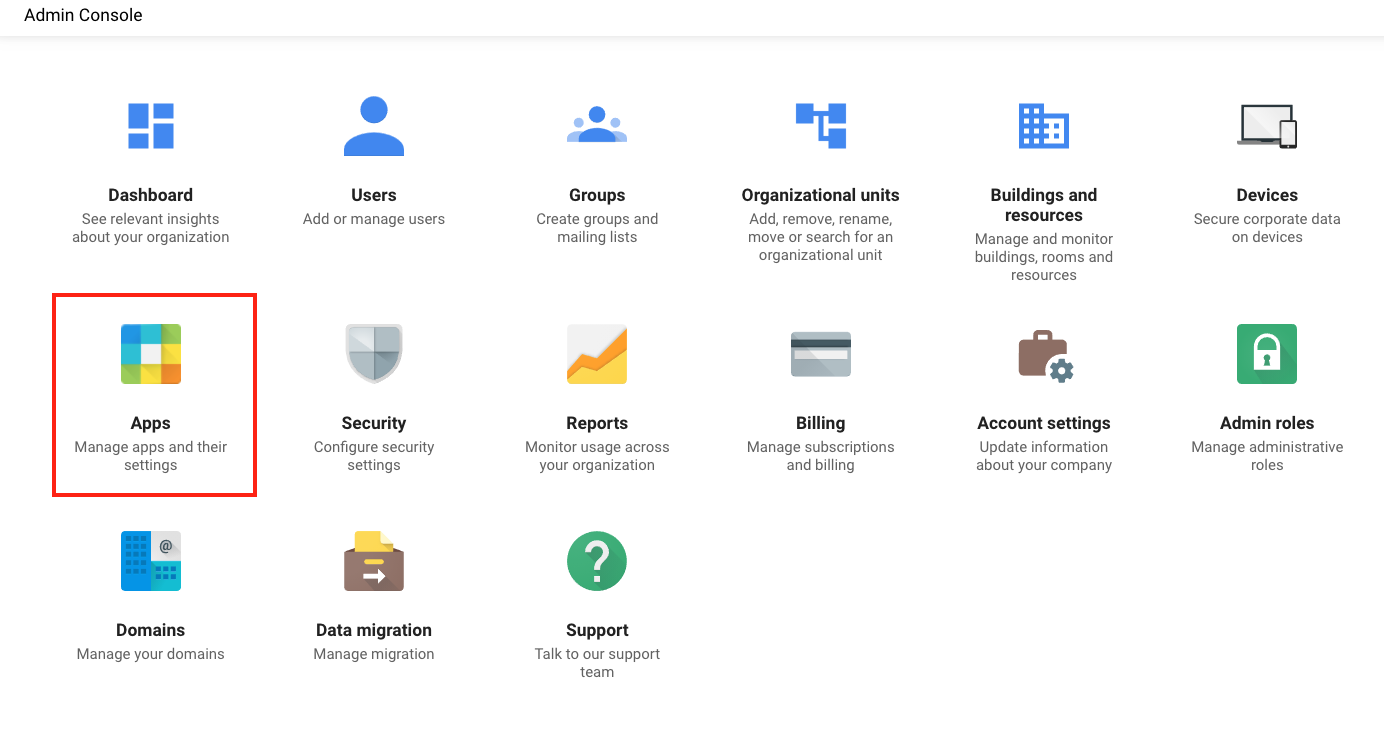 Admin Console
Dashboard
See relevant insights
about your organization
Users
Add or manage users
Groups
Create groups and
mailing lists
Organizational units
Add, remove, rename,
move or search for an
organizational unit
Buildings and
resources
Manage and monitor
buildings, rooms and
resources
Devices
Secure corporate data
on devices
Apps
Manage apps and their
settings
Security
Configure security
settings
Reports
Monitor usage across
your organization
Billing
Manage subscriptions
and billing
Account settings
Update information
about your company
Admin roles
Manage administrative
roles
@
Domains
Manage your domains
Data migration
Manage migration
?
Support
Talk to our support
team